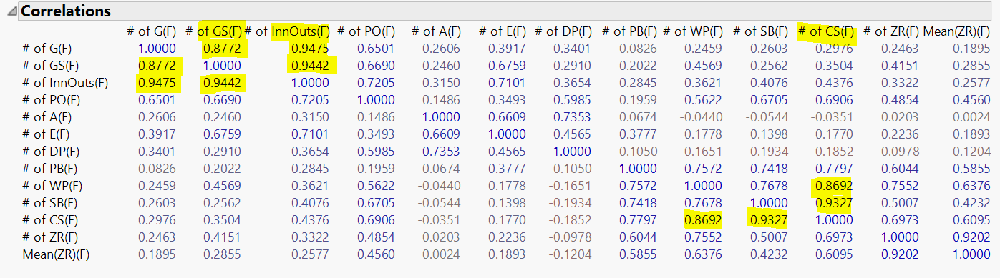 Correlations
# of G(F) # of GS(F) # of InnOuts(F) # of PO(F) # of A(F) # of E(F) # of DP(F) # of PB(F) # of WP(F) # of SB(F) # of CS(F) # of ZR(F) Mean(ZR)(F)
# of G(F) 1.0000 0.8772 0.9475 0.6501 0.2606 0.3917 0.3401 0.0826 0.2459 0.2603 0.2976 0.2463 0.1895
# of GS(F) 0.8772 1.0000 0.9442 0.6690 0.2460 0.6759 0.2910 0.2022 0.4569 0.2562 0.3504 0.4151 0.2855
# of InnOuts(F) 0.9475 0.9442 1.0000 0.7205 0.3150 0.7101 0.3654 0.2845 0.3621 0.4076 0.4376 0.3322 0.2577
# of PO(F) 0.6501 0.6690 0.7205 1.0000 0.1486 0.3493 0.5985 0.1959 0.5622 0.6705 0.6906 0.4854 0.4560
# of A(F) 0.2606 0.2460 0.3150 0.1486 1.0000 0.6609 0.7353 0.0674 -0.0440 -0.0544 -0.0351 0.0203 0.0024
# of E(F) 0.3917 0.6759 0.7101 0.3493 0.6609 1.0000 0.4565 0.3777 0.1778 0.1398 0.1770 0.2236 0.1893
# of DP(F) 0.3401 0.2910 0.3654 0.5985 0.7353 0.4565 1.0000 -0.1050 -0.1651 -0.1934 -0.1852 -0.0978 -0.1204
# of PB(F) 0.0826 0.2022 0.2845 0.1959 0.0674 0.3777 -0.1050 1.0000 0.7572 0.7418 0.7797 0.6044 0.5855
# of WP(F) 0.2459 0.4569 0.3621 0.5622 -0.0440 0.1778 -0.1651 0.7572 1.0000 0.7678 0.8692 0.7552 0.6376
# of SB(F) 0.2603 0.2562 0.4076 0.6705 -0.0544 0.1398 -0.1934 0.7418 0.7678 1.0000 0.9327 0.5007 0.4232
# of CS(F) 0.2976 0.3504 0.4376 0.6906 -0.0351 0.1770 -0.1852 0.7797 0.8692 0.9327 1.0000 0.6973 0.6095
# of ZR(F) 0.2463 0.4151 0.3322 0.4854 0.0203 0.2236 -0.0978 0.6044 0.7552 0.5007 0.6973 1.0000 0.9202
Mean(ZR)(F) 0.1895 0.2855 0.2577 0.4560 0.0024 0.1893 -0.1204 0.5855 0.6376 0.4232 0.6095 0.9202 1.0000